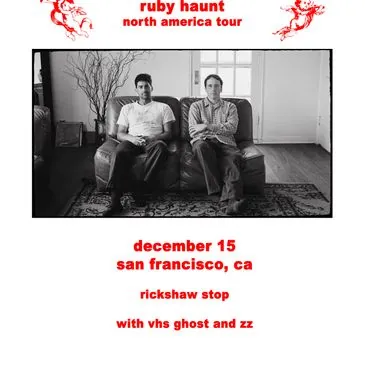 ruby haunt
north america tour
december 15
san francisco, ca
rickshaw stop
with vhs ghost and zz